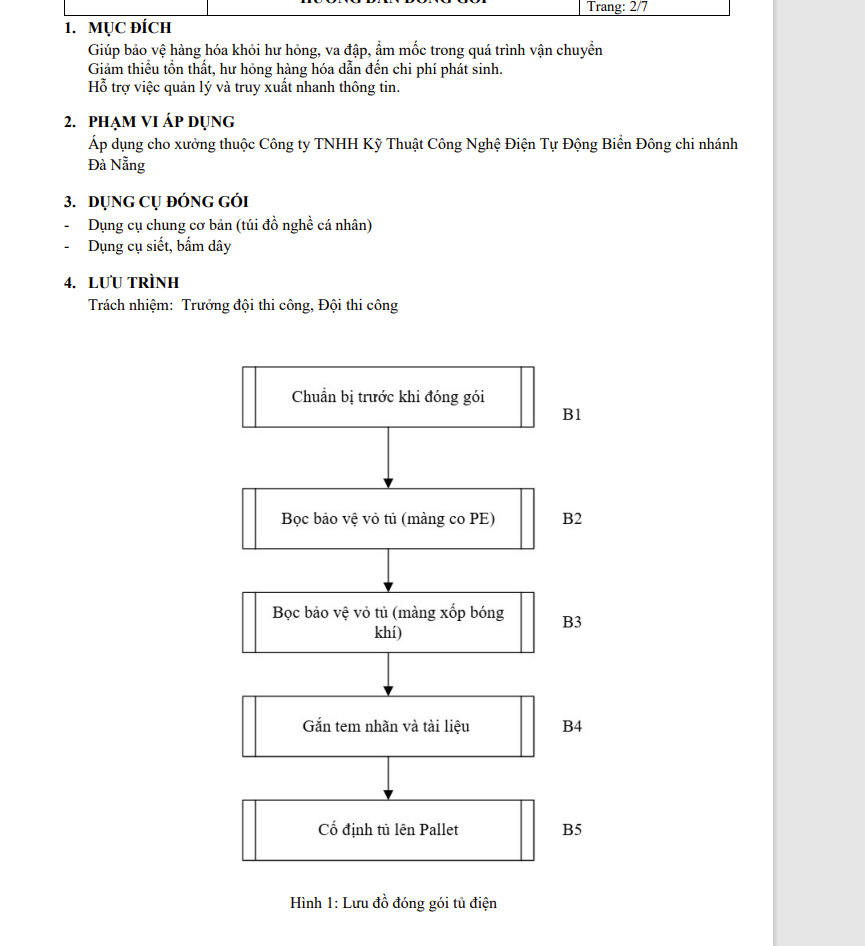 Trang: 2/7
1. MỤC ĐÍCH
Giúp bảo vệ hàng hóa khỏi hư hỏng, va đập, ẩm mốc trong quá trình vận chuyển
Giảm thiểu tổn thất, hư hỏng hàng hóa dẫn đến chi phí phát sinh.
Hỗ trợ việc quản lý và truy xuất nhanh thông tin.
2. PHẠM VI ÁP DỤNG
Áp dụng cho xưởng thuộc Công ty TNHH Kỹ Thuật Công Nghệ Điện Tự Động Biển Đông chi nhánh
Đà Nẵng
3. DỤNG CỤ ĐÓNG GÓI
- Dụng cụ chung cơ bản (túi đồ nghề cá nhân)
- Dụng cụ siết, bấm dây
4. LƯU TRÌNH
Trách nhiệm: Trưởng đội thi công, Đội thi công
Chuẩn bị trước khi đóng gói
B1
Bọc bảo vệ vỏ tủ (màng co PE)
B2
Bọc bảo vệ vỏ tủ (màng xốp bóng
khí)
B3
Gắn tem nhãn và tài liệu
B4
Cố định tủ lên Pallet
B5
Hình 1: Lưu đồ đóng gói tủ điện